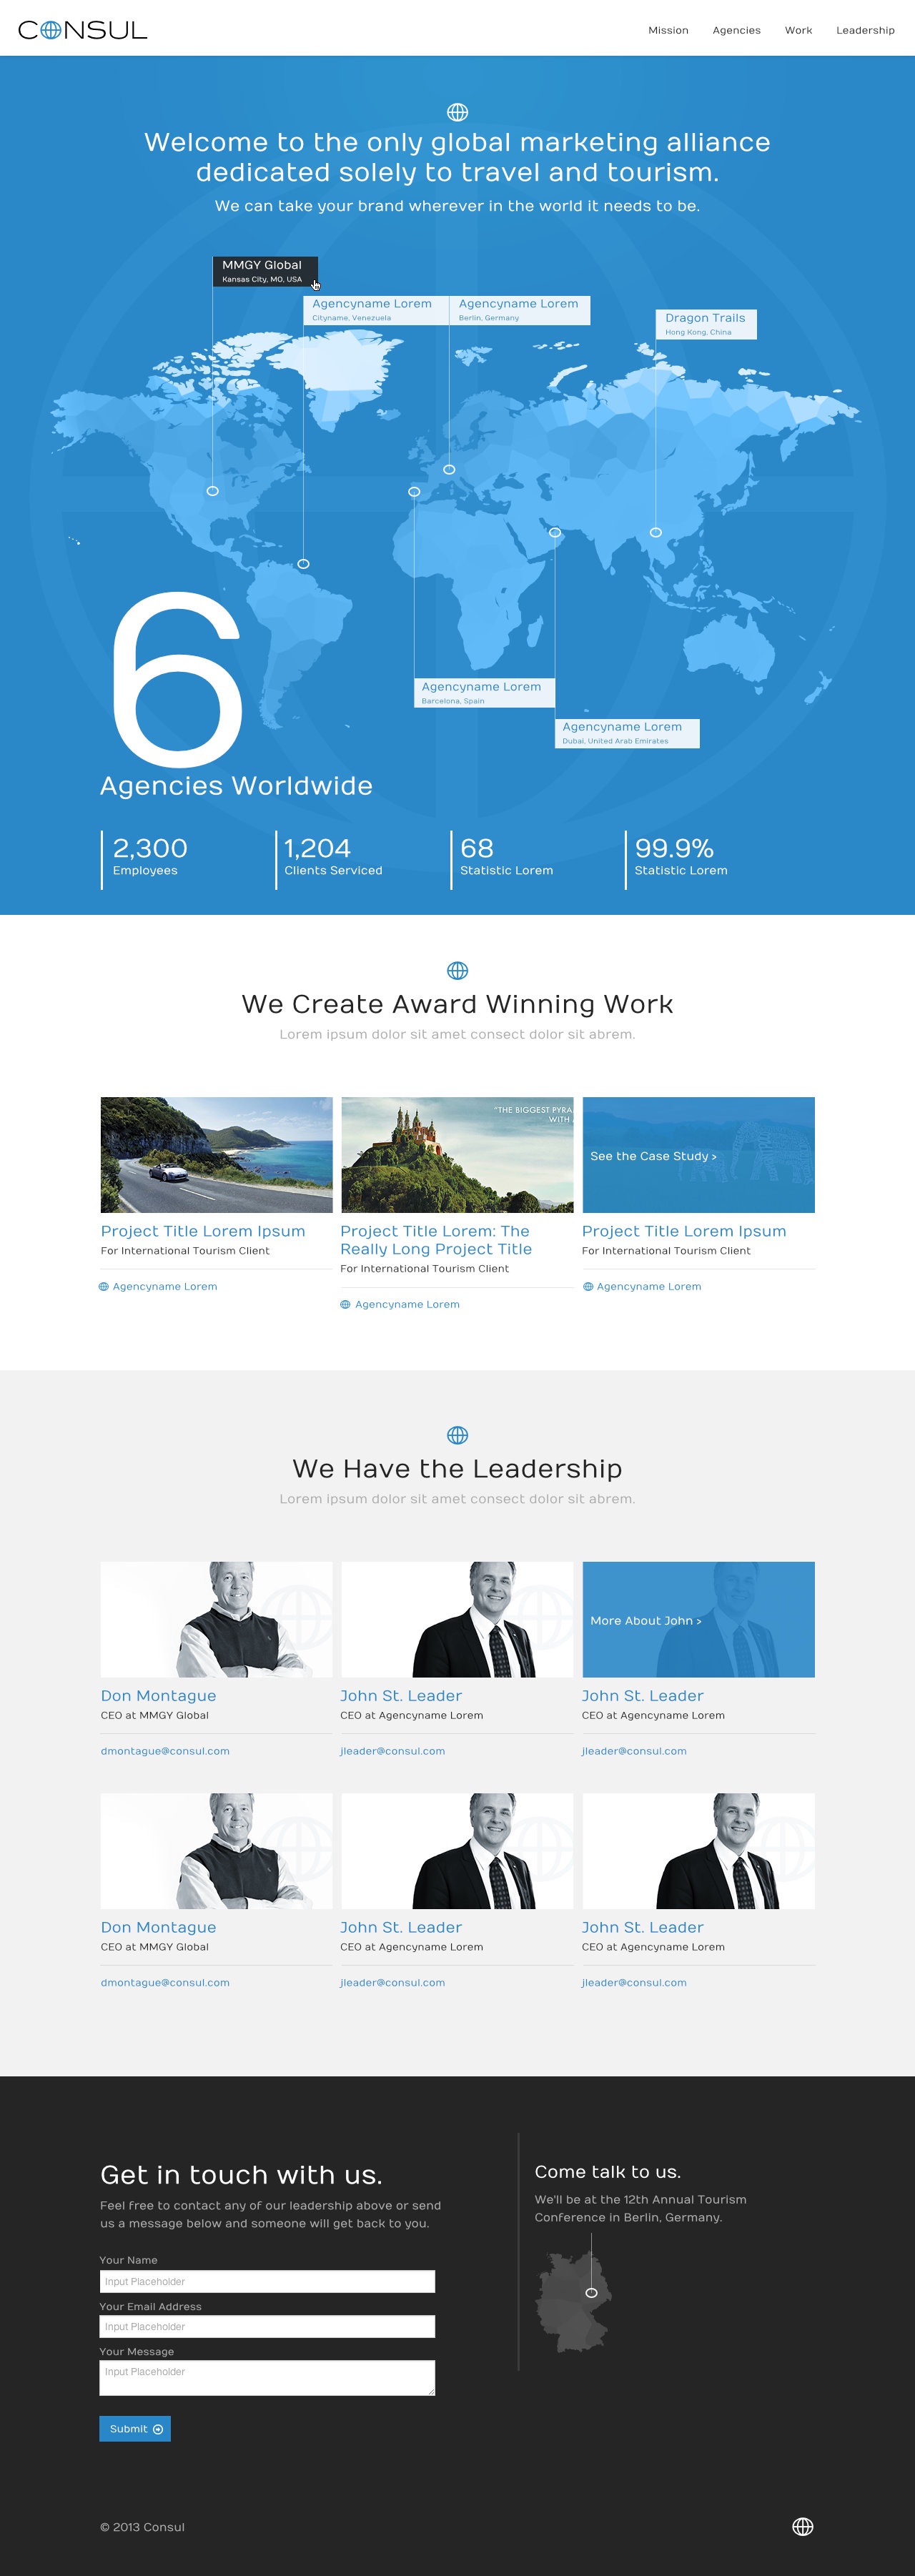 CONSUL
Mission
Agencies
Work
Leadership
Welcome to the only global marketing alliance
dedicated solely to travel and tourism.
We can take your brand wherever in the world it needs to be.
MMGY Global
Kansas City, MO, USA
Agencyname Lorem
Cityname, Venezuela
Agencyname Lorem
Berlin, Germany
Dragon Trails
Hong Kong, China
Agencyname Lorem
Barcelona, Spain
Agencyname Lorem
Dubai, United Arab Emirates
6
Agencies Worldwide
2,300
Employees
1,204
Clients Serviced
68
Statistic Lorem
99.9%
Statistic Lorem
We Create Award Winning Work
Lorem ipsum dolor sit amet consect dolor sit abrem.
"THE BIGGEST PYRA
WITH
See the Case Study >
Project Title Lorem Ipsum
For International Tourism Client
Agencyname Lorem
Project Title Lorem: The
Really Long Project Title
For International Tourism Client
Agencyname Lorem
Project Title Lorem Ipsum
For International Tourism Client
Agencyname Lorem
We Have the Leadership
Lorem ipsum dolor sit amet consect dolor sit abrem.
More About John >
Don Montague
CEO at MMGY Global
dmontague@consul.com
John St. Leader
CEO at Agencyname Lorem
jleader@consul.com
John St. Leader
CEO at Agencyname Lorem
jleader@consul.com
Don Montague
CEO at MMGY Global
dmontague@consul.com
John St. Leader
CEO at Agencyname Lorem
jleader@consul.com
John St. Leader
CEO at Agencyname Lorem
jleader@consul.com
Get in touch with us.
Feel free to contact any of our leadership above or send
us a message below and someone will get back to you.
Your Name
Input Placeholder
Your Email Address
Input Placeholder
Your Message
Input Placeholder
Submit
Come talk to us.
We'll be at the 12th Annual Tourism
Conference in Berlin, Germany.
© 2013 Consul